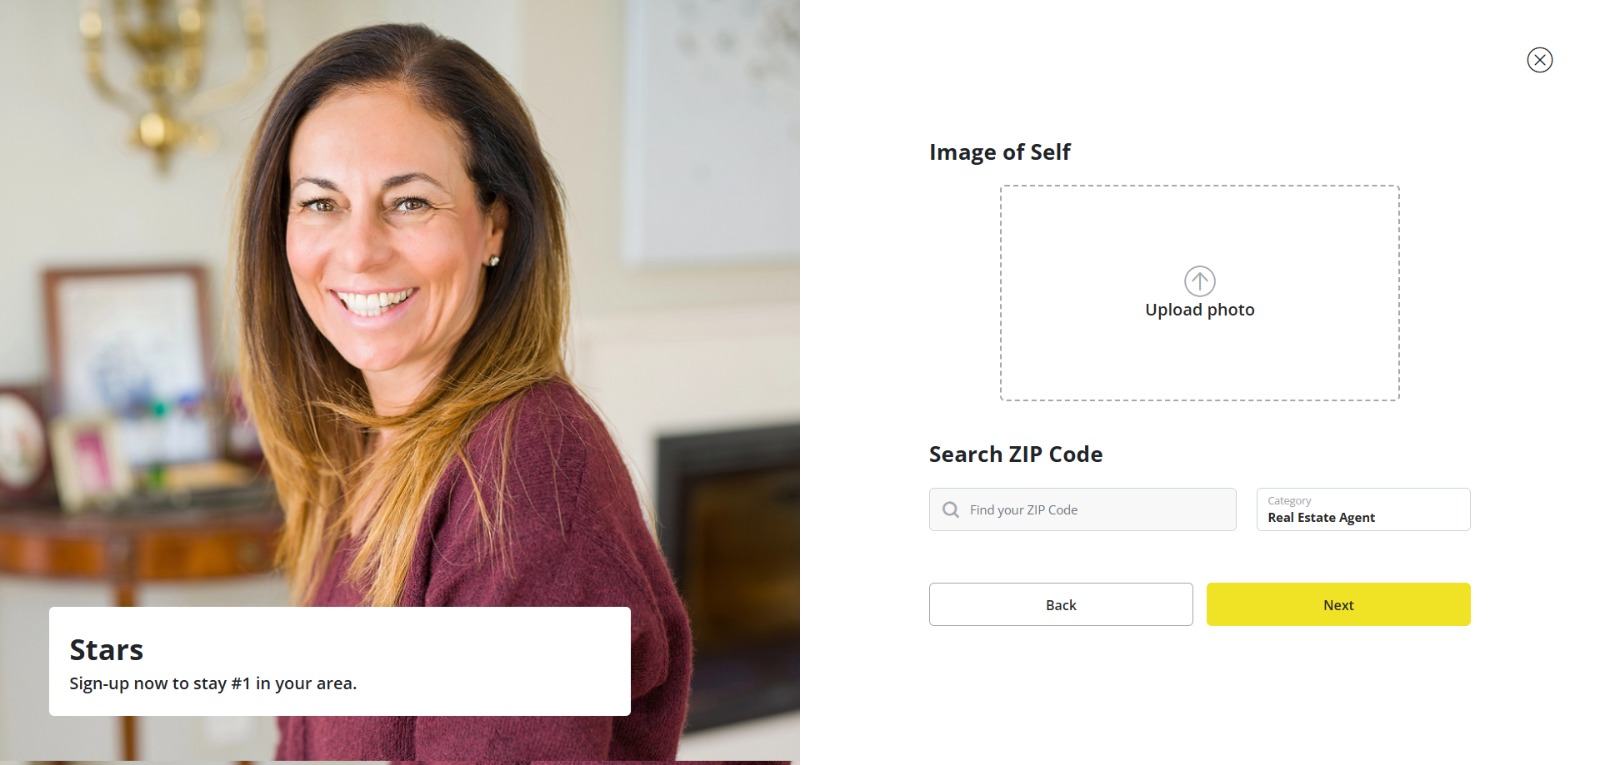 Stars
Sign-up now to stay #1 in your area.
Image of Self
Upload photo
Search ZIP Code
Find your ZIP Code
Category
Real Estate Agent
Back
Next